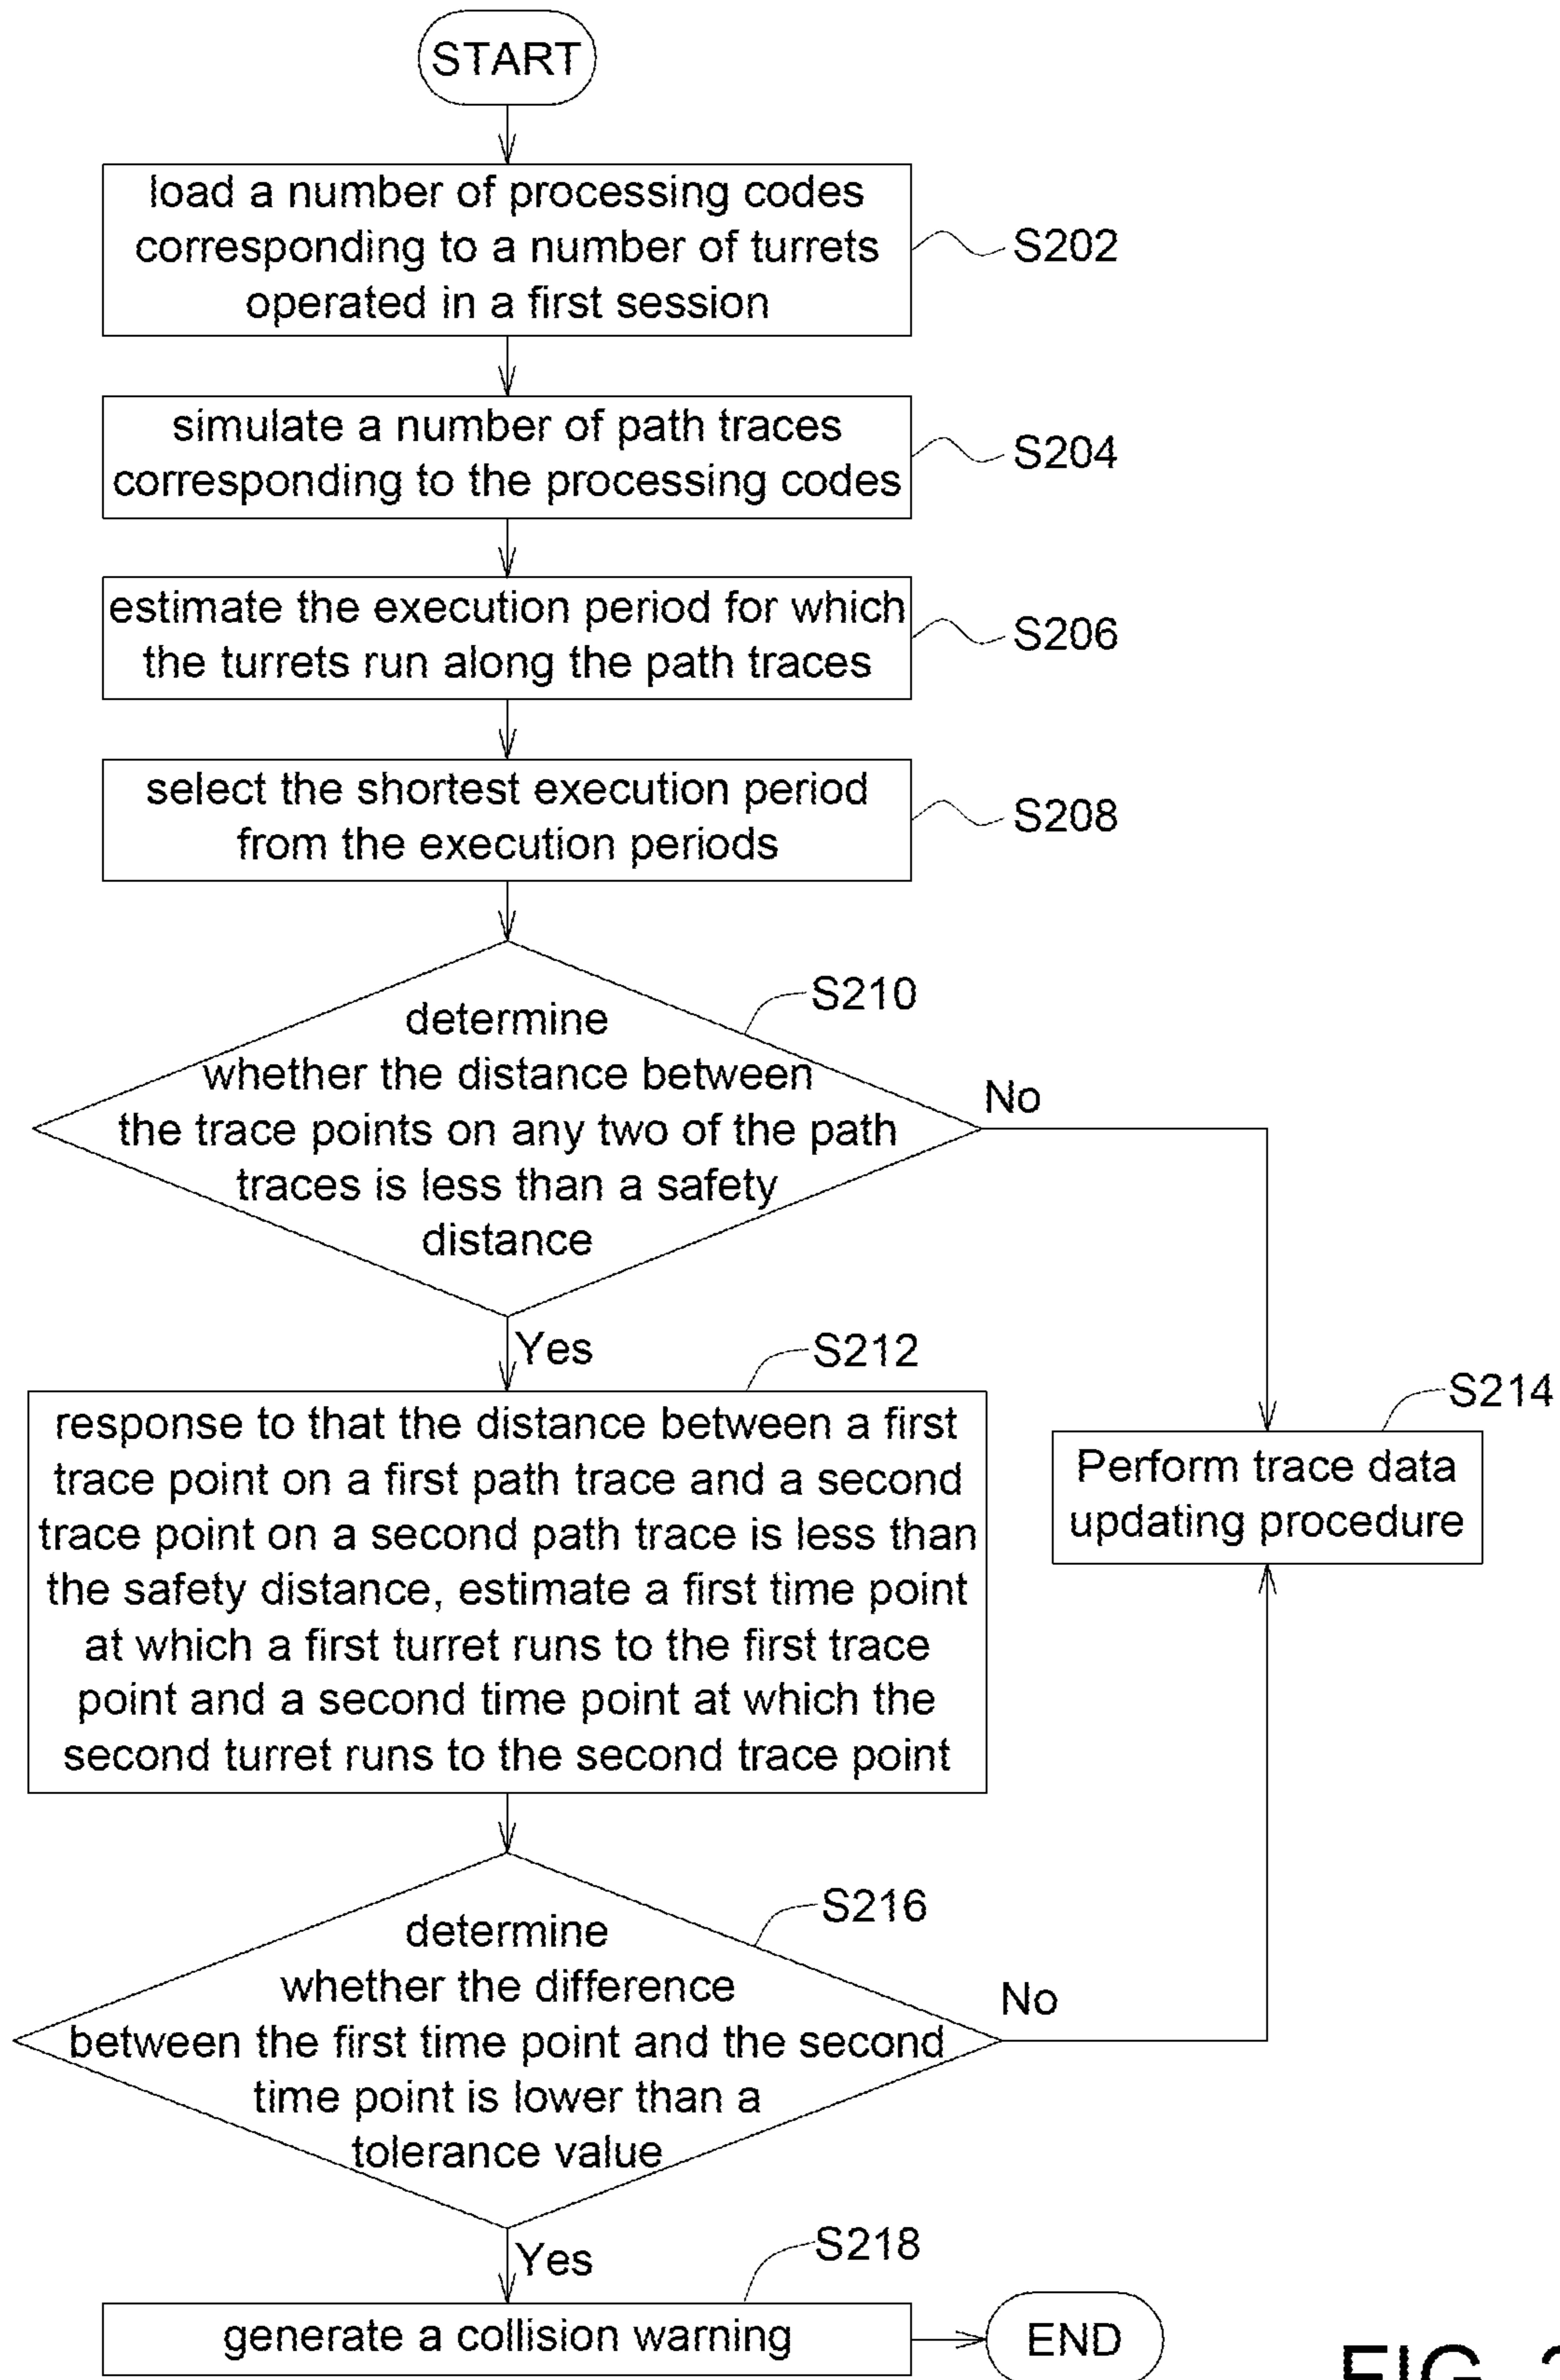 START
load a number of processing codes
corresponding to a number of turrets
operated in a first session
S202
simulate a number of path traces
corresponding to the processing codes
S204
estimate the execution period for which
the turrets run along the path traces
S206
select the shortest execution period
from the execution periods
S208
S210
determine
whether the distance between
the trace points on any two of the path
traces is less than a safety
distance
No
Yes
S212
response to that the distance between a first
trace point on a first path trace and a second
trace point on a second path trace is less than
the safety distance, estimate a first time point
at which a first turret runs to the first trace
point and a second time point at which the
second turret runs to the second trace point
S214
Perform trace data
updating procedure
S216
determine
whether the difference
between the first time point and the second
time point is lower than a
tolerance value
No
Yes
S218
generate a collision warning
END
FIG.